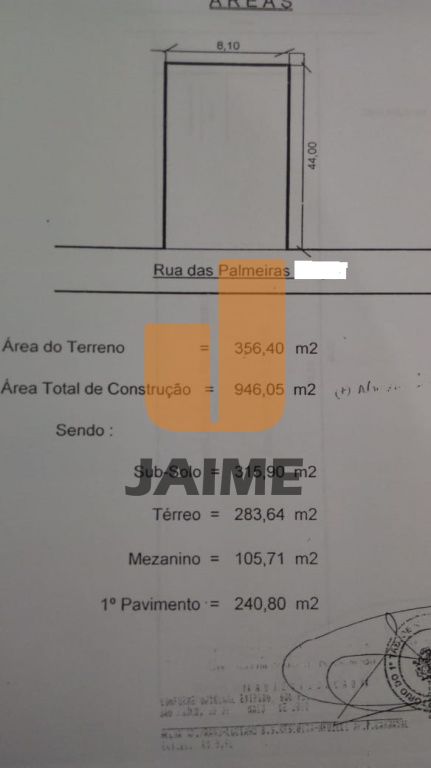 ÁREAS
8,10
44,00
Rua das Palmeiras
Área do Terreno = 356,40 m2
Área Total de Construção = 946,05 m2
Sendo :
Sub-Solo = 315,90 m2
JAIME
Térreo = 283,64 m2
Mezanino = 105,71 m2
1º Pavimento = 240,80 m2